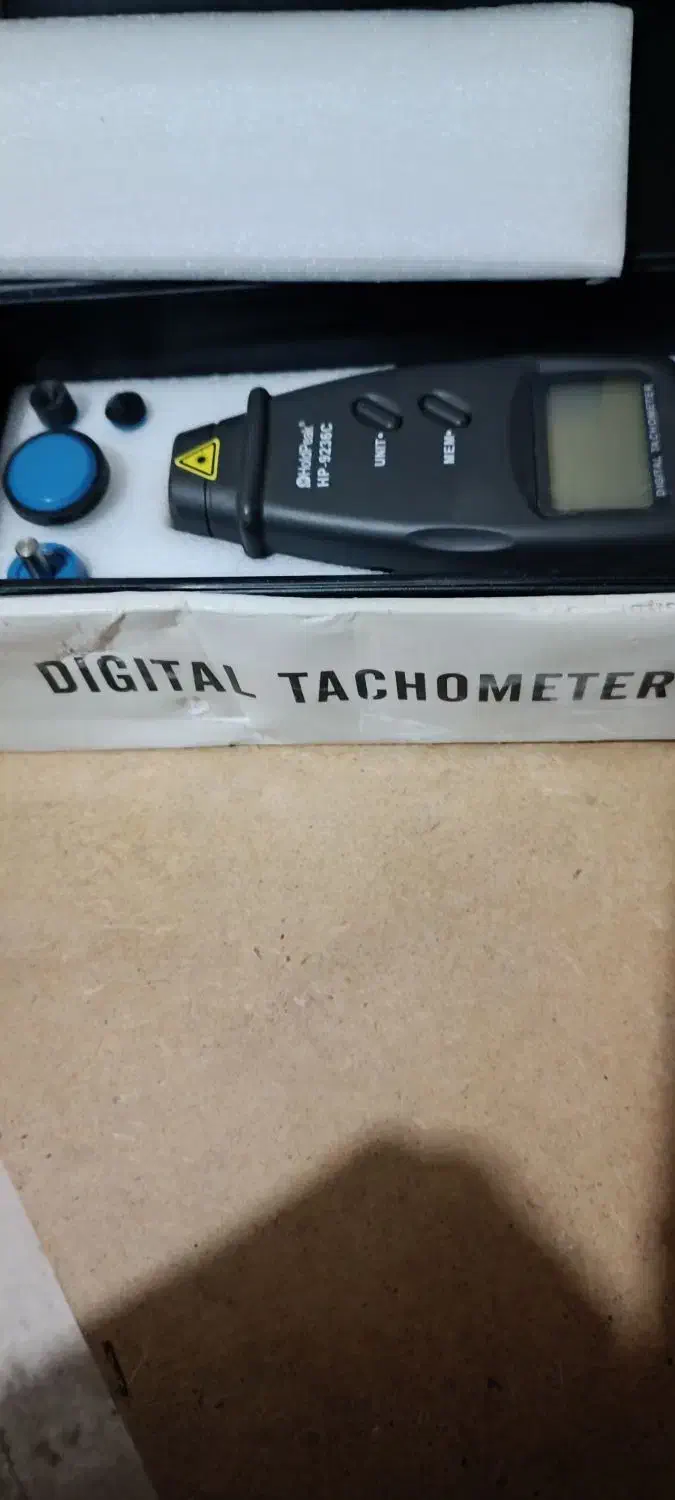 HoldPeak®
HP-9236C
UNIT
MEM
DIGITAL TACHOMETER
DIGITAL TACHOMETER